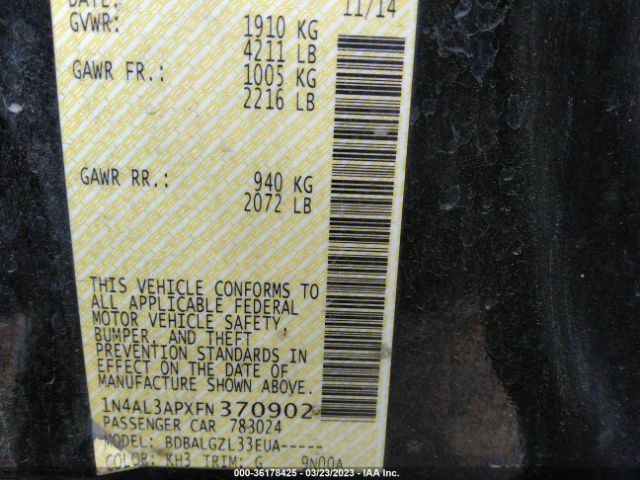 DATE: 11/14
GVWR: 1910 KG
4211 LB
GAWR FR.: 1005 KG
2216 LB
GAWR RR.: 940 KG
2072 LB
THIS VEHICLE CONFORMS TO
ALL APPLICABLE FEDERAL
MOTOR VEHICLE SAFETY,
BUMPER, AND THEFT
PREVENTION STANDARDS IN
EFFECT ON THE DATE OF
MANUFACTURE SHOWN ABOVE.
1N4AL3APXFN370902
PASSENGER CAR 783024
MODEL: BDBALGZL33EUA-----
COLOR: KH3 TRIM: G 9N00A
000-36178425 - 03/23/2023 - IAA Inc.